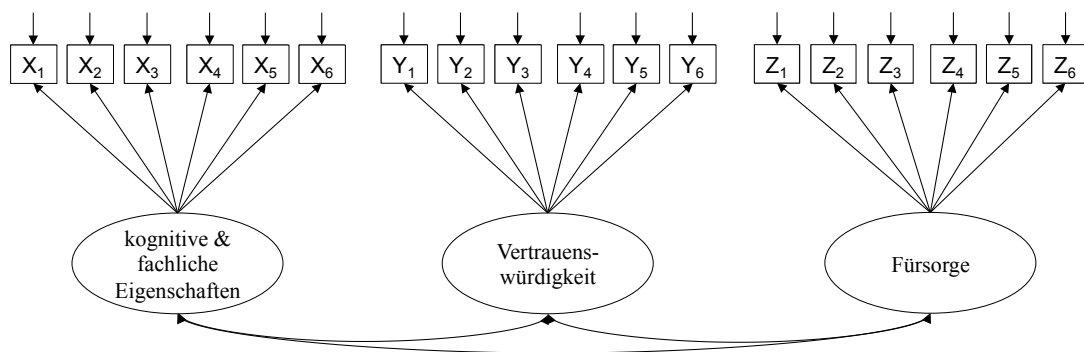 X1 X2 X3 X4 X5 X6 Y1 Y2 Y3 Y4 Y5 Y6 Z1 Z2 Z3 Z4 Z5 Z6
kognitive &
fachliche
Eigenschaften
Vertrauens-
würdigkeit
Fürsorge